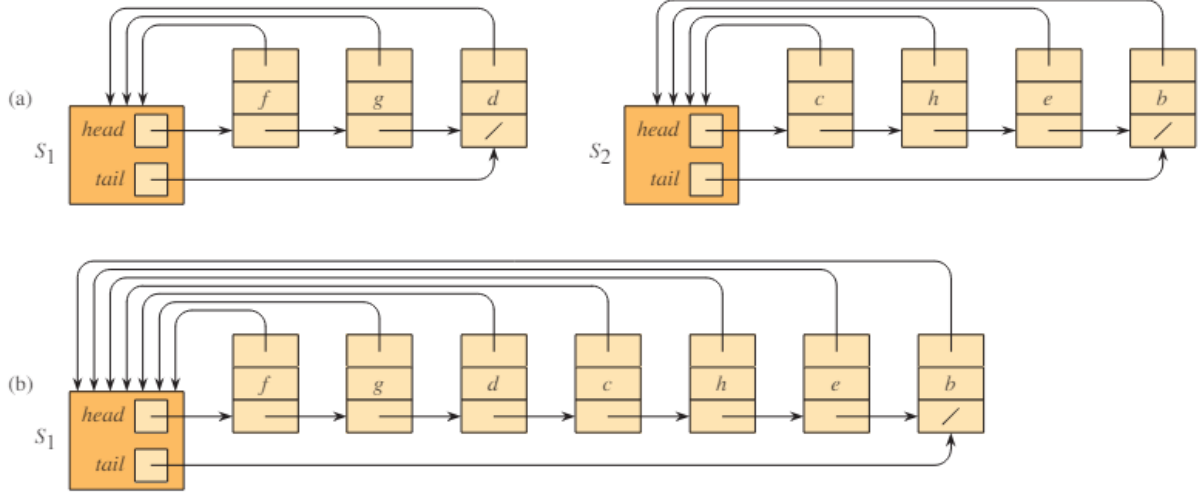 (a)
f g d c h e b
head head
S1 S2
tail tail
(b)
f g d c h e b
head
S1
tail